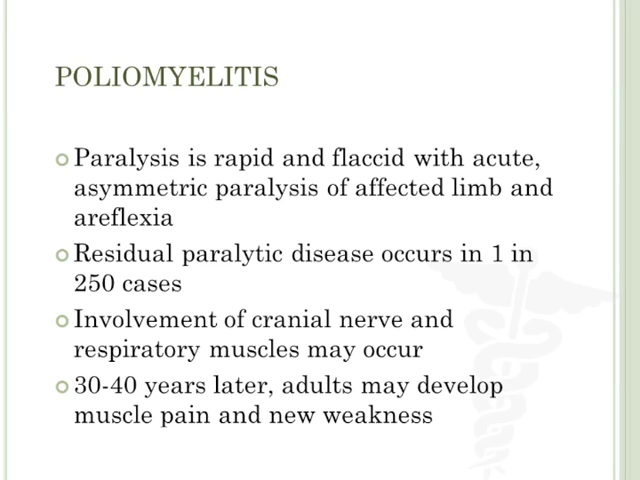 POLIOMYELITIS
Paralysis is rapid and flaccid with acute,
asymmetric paralysis of affected limb and
areflexia
Residual paralytic disease occurs in 1 in
250 cases
Involvement of cranial nerve and
respiratory muscles may occur
30-40 years later, adults may develop
muscle pain and new weakness